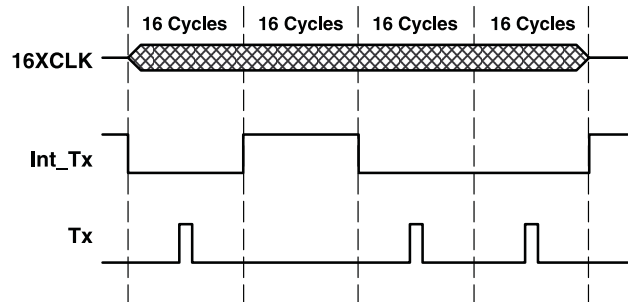 16 Cycles 16 Cycles 16 Cycles 16 Cycles
16XCLK
Int_Tx
Tx